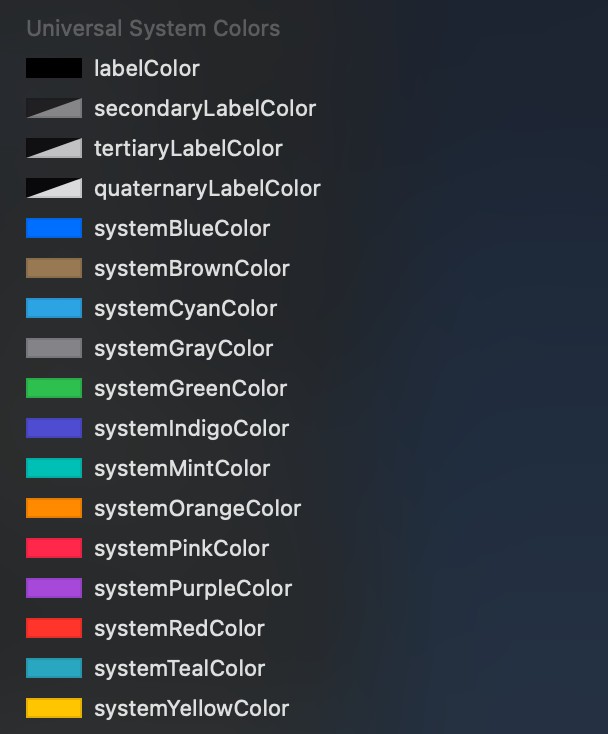 Universal System Colors
labelColor
secondaryLabelColor
tertiaryLabelColor
quaternaryLabelColor
systemBlueColor
systemBrownColor
systemCyanColor
systemGrayColor
systemGreenColor
systemIndigoColor
systemMintColor
systemOrangeColor
systemPinkColor
systemPurpleColor
systemRedColor
systemTealColor
systemYellowColor